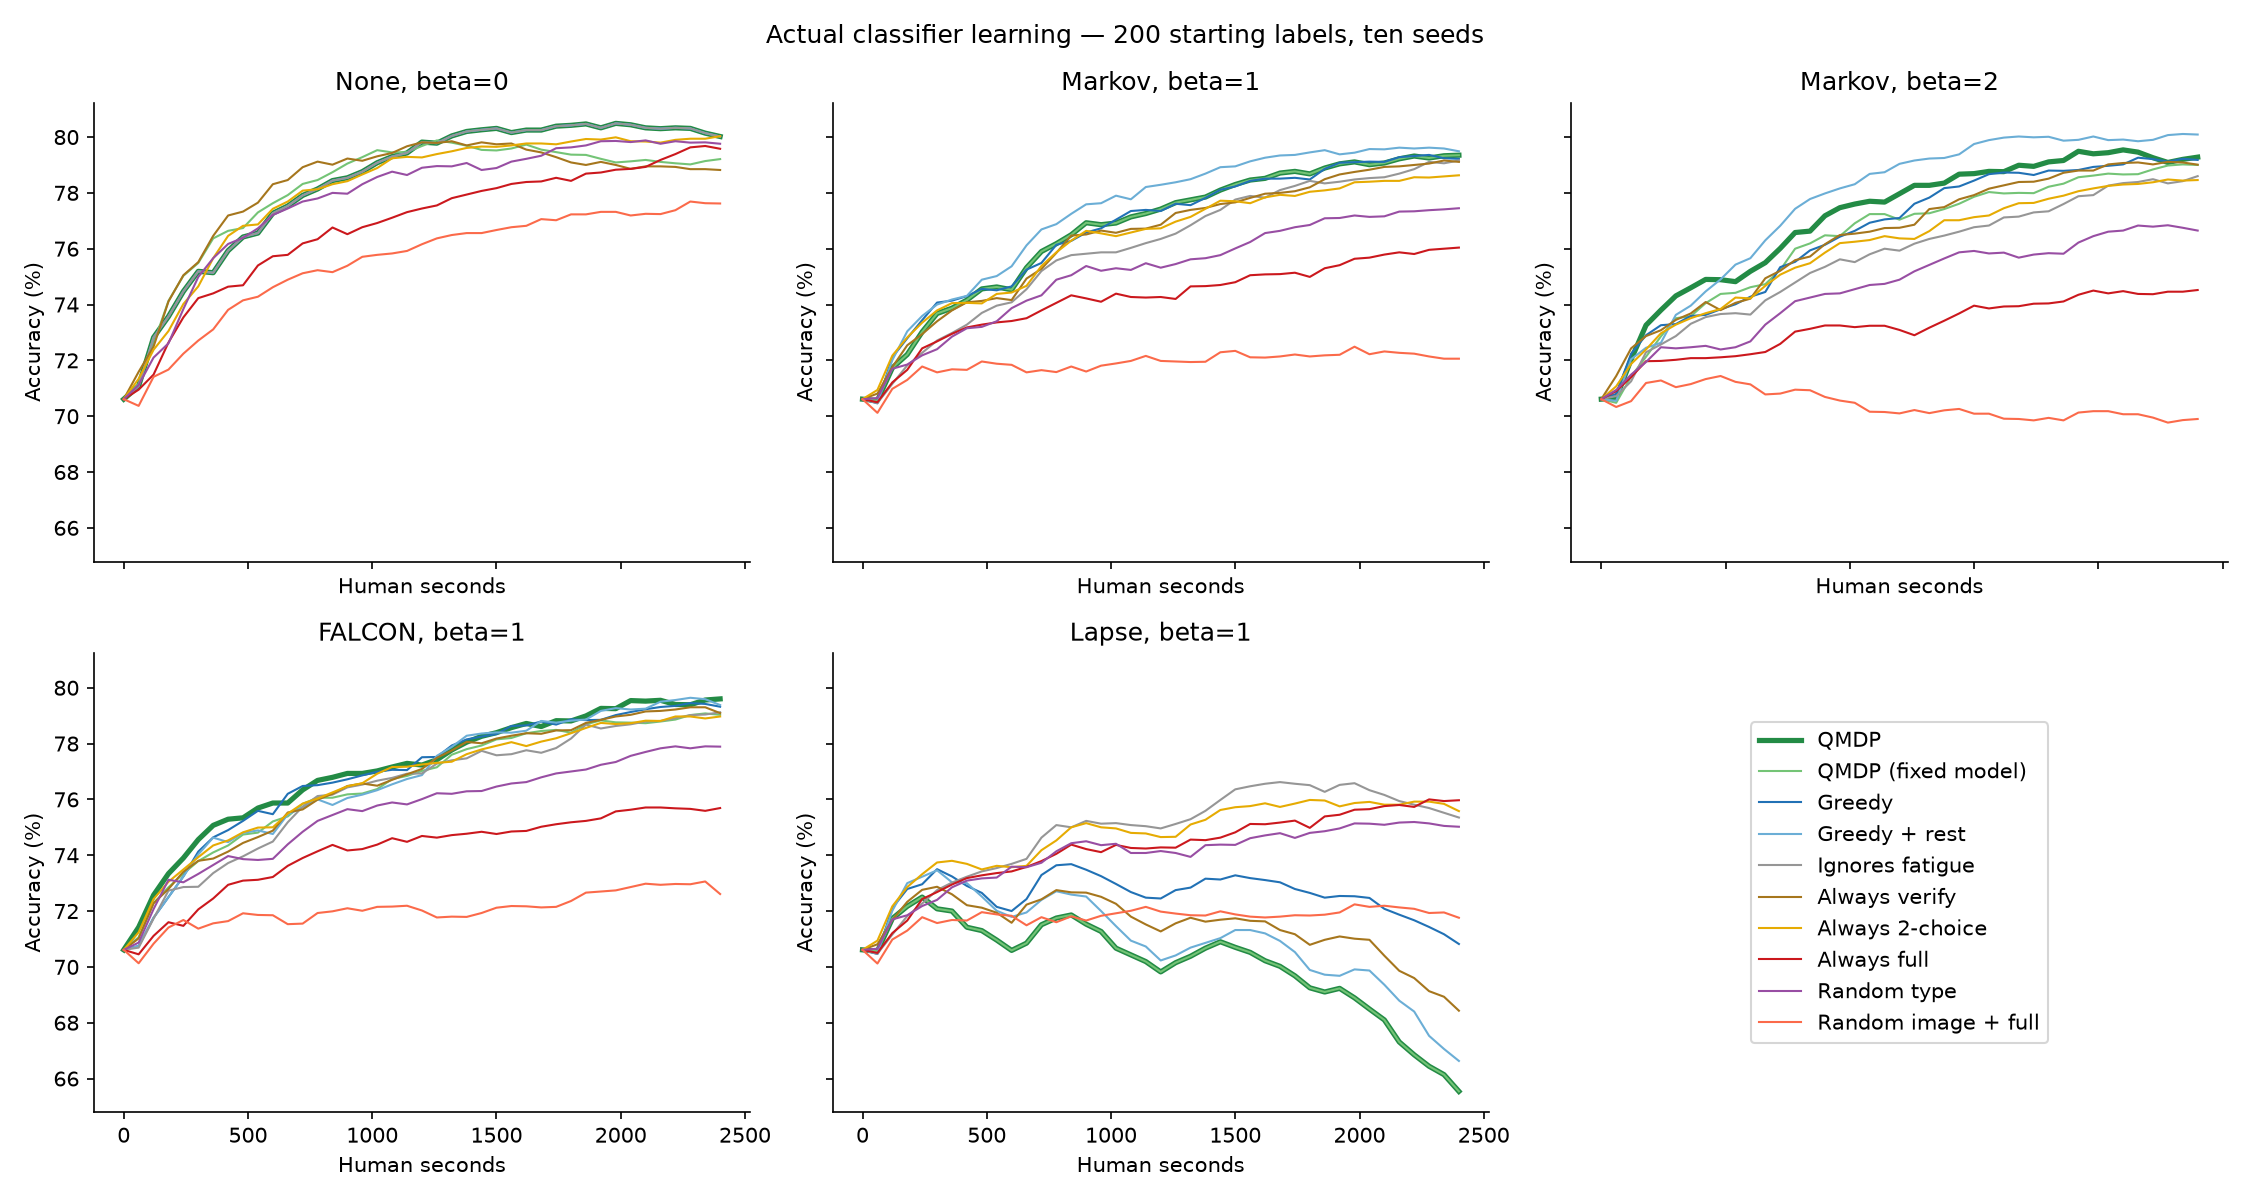 Actual classifier learning — 200 starting labels, ten seeds
None, beta=0
Accuracy (%)
80
78
76
74
72
70
68
66
Human seconds
Markov, beta=1
Accuracy (%)
Human seconds
Markov, beta=2
Accuracy (%)
Human seconds
FALCON, beta=1
Accuracy (%)
80
78
76
74
72
70
68
66
0 500 1000 1500 2000 2500
Human seconds
Lapse, beta=1
Accuracy (%)
0 500 1000 1500 2000 2500
Human seconds
QMDP
QMDP (fixed model)
Greedy
Greedy + rest
Ignores fatigue
Always verify
Always 2-choice
Always full
Random type
Random image + full